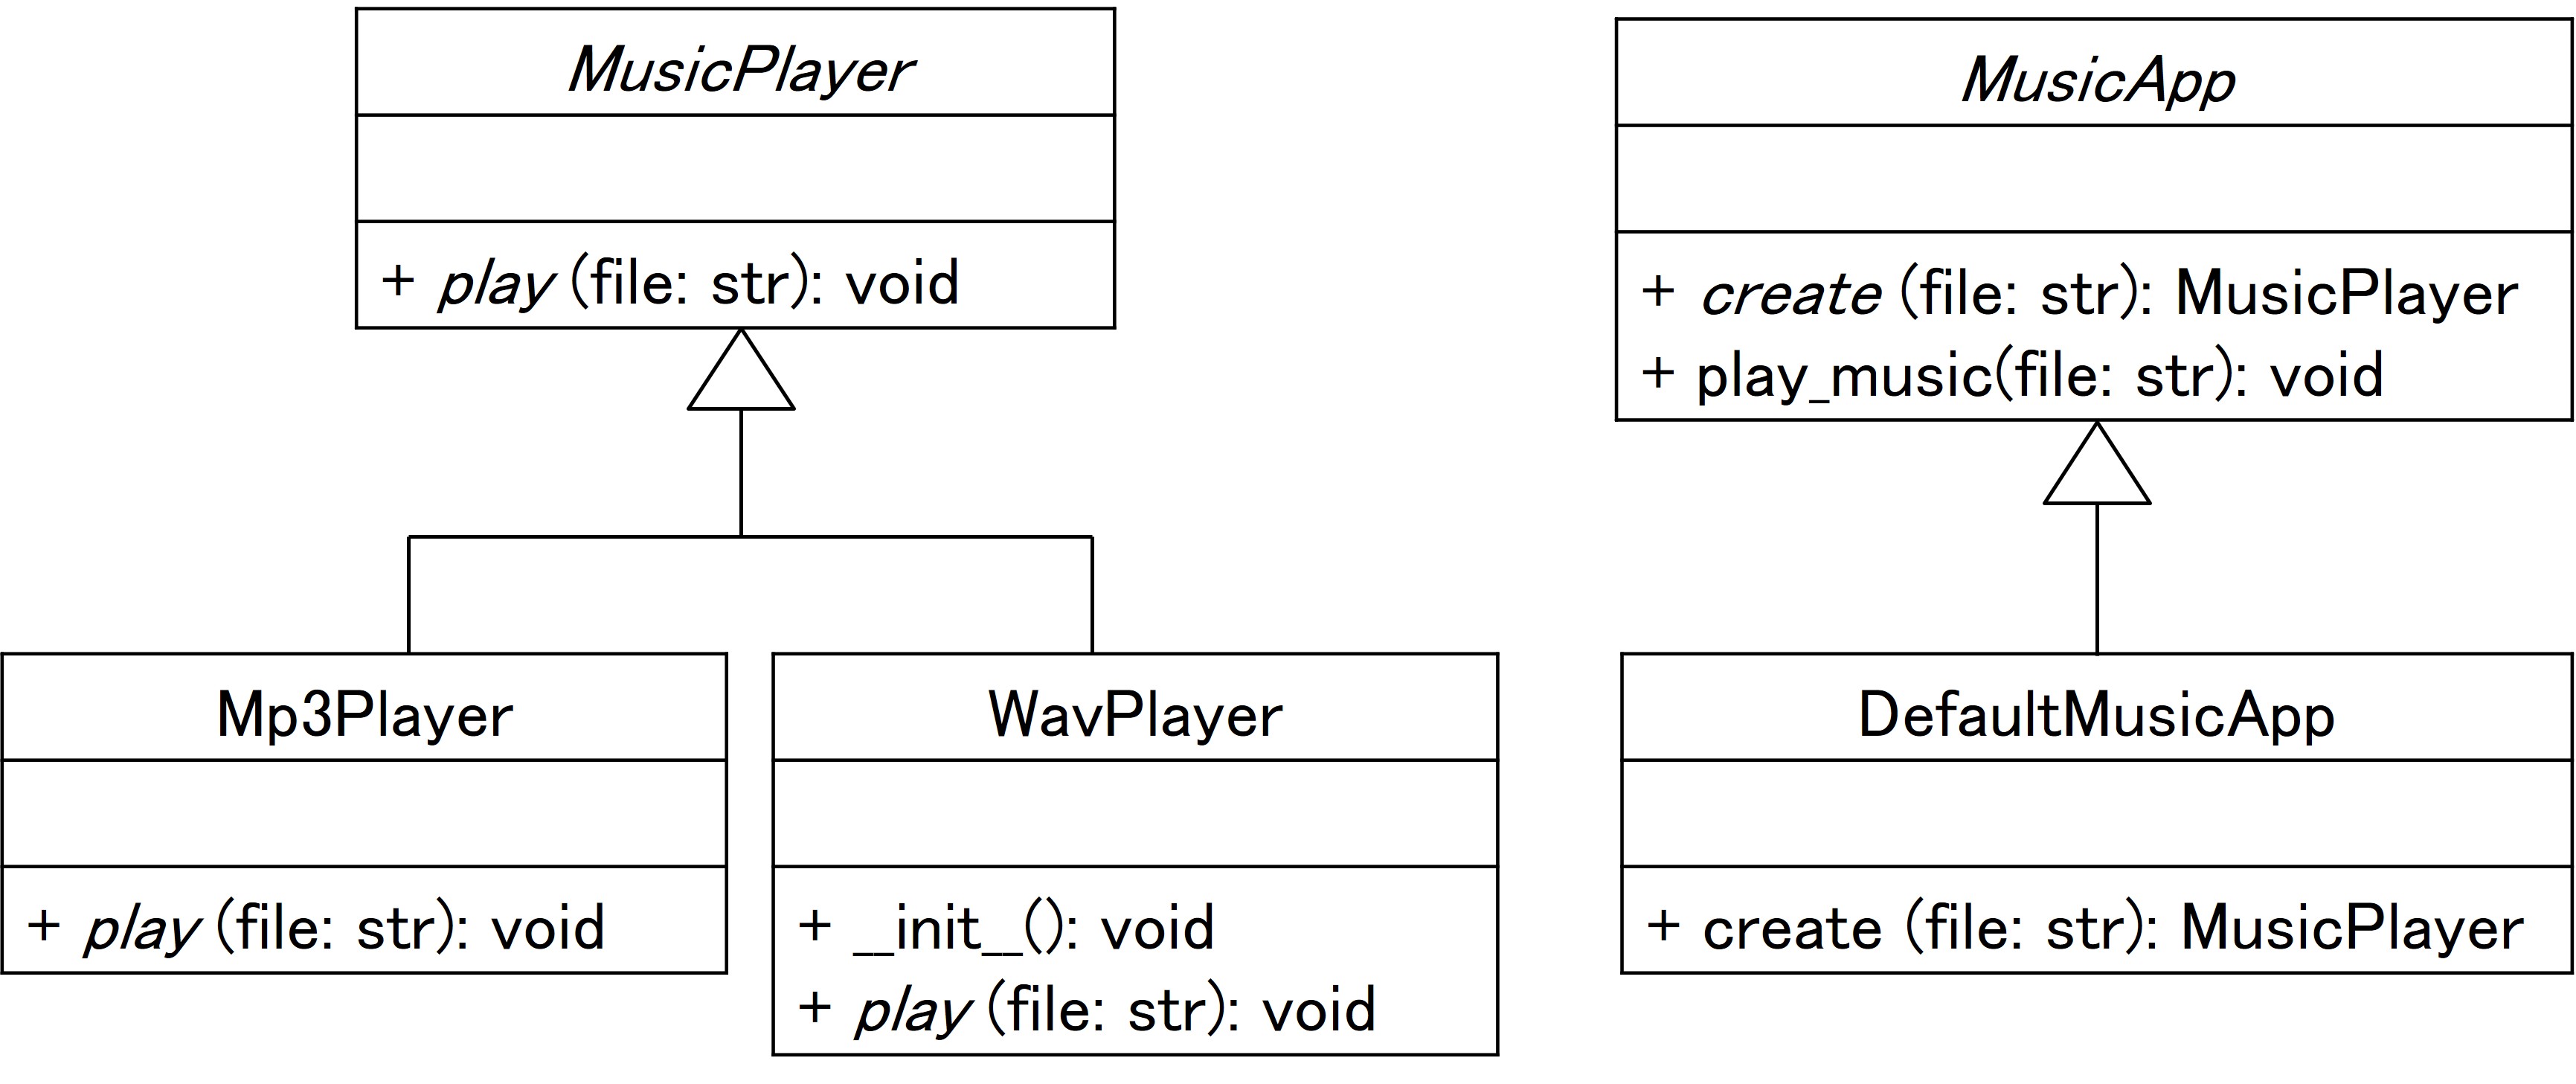 MusicPlayer
+ play (file: str): void
MusicApp
+ create (file: str): MusicPlayer
+ play_music(file: str): void
Mp3Player
+ play (file: str): void
WavPlayer
+ __init__(): void
+ play (file: str): void
DefaultMusicApp
+ create (file: str): MusicPlayer